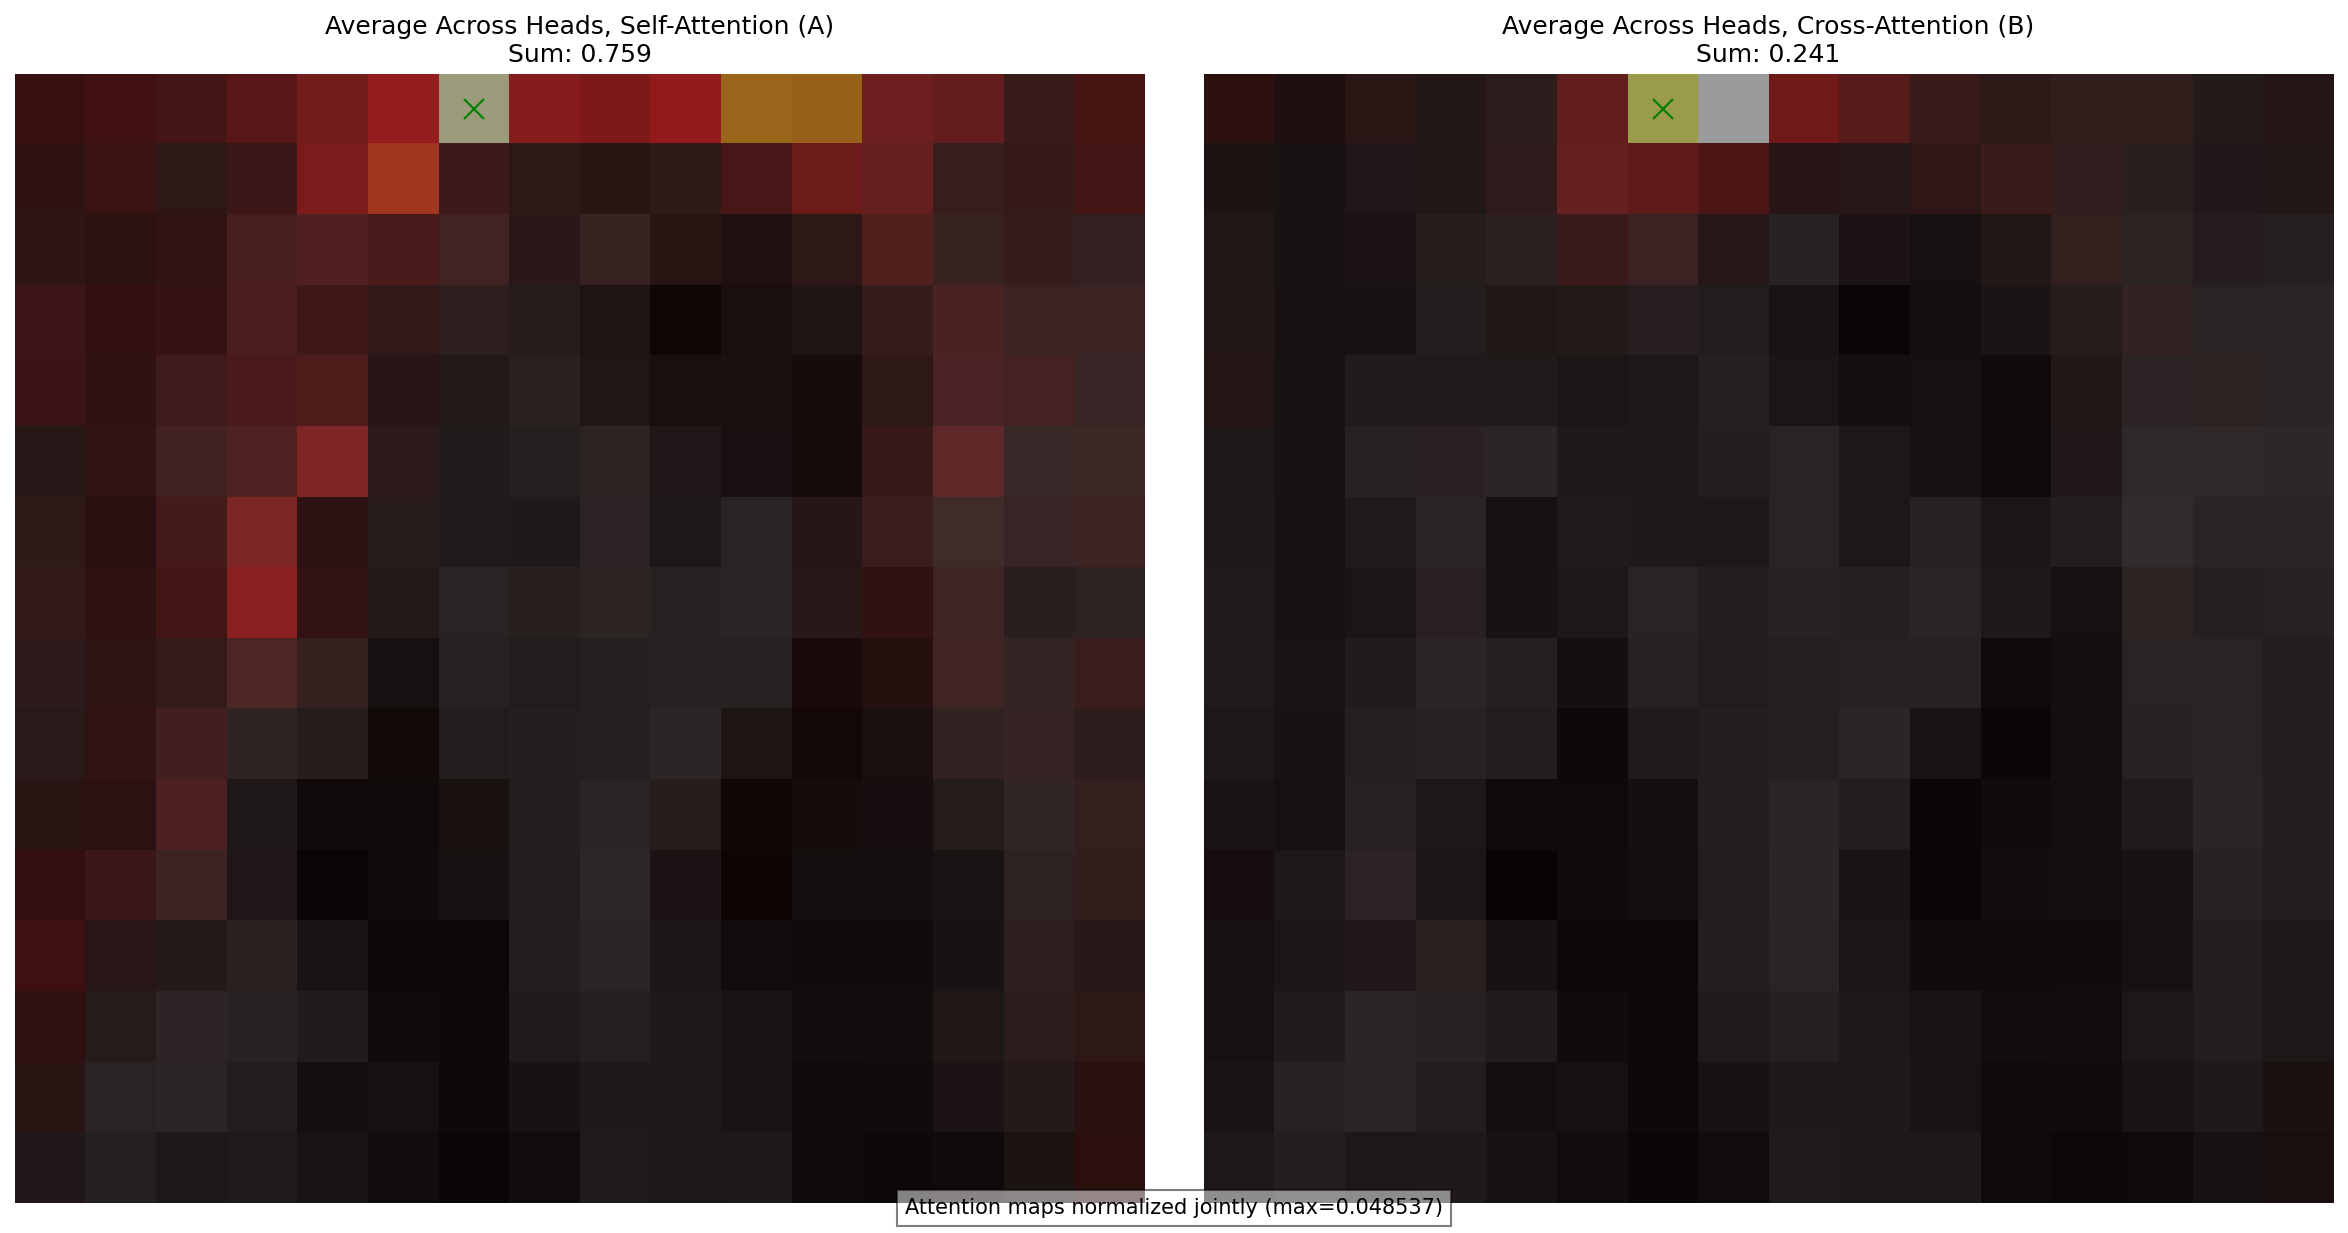 Average Across Heads, Self-Attention (A)
Sum: 0.759
Average Across Heads, Cross-Attention (B)
Sum: 0.241
Attention maps normalized jointly (max=0.048537)